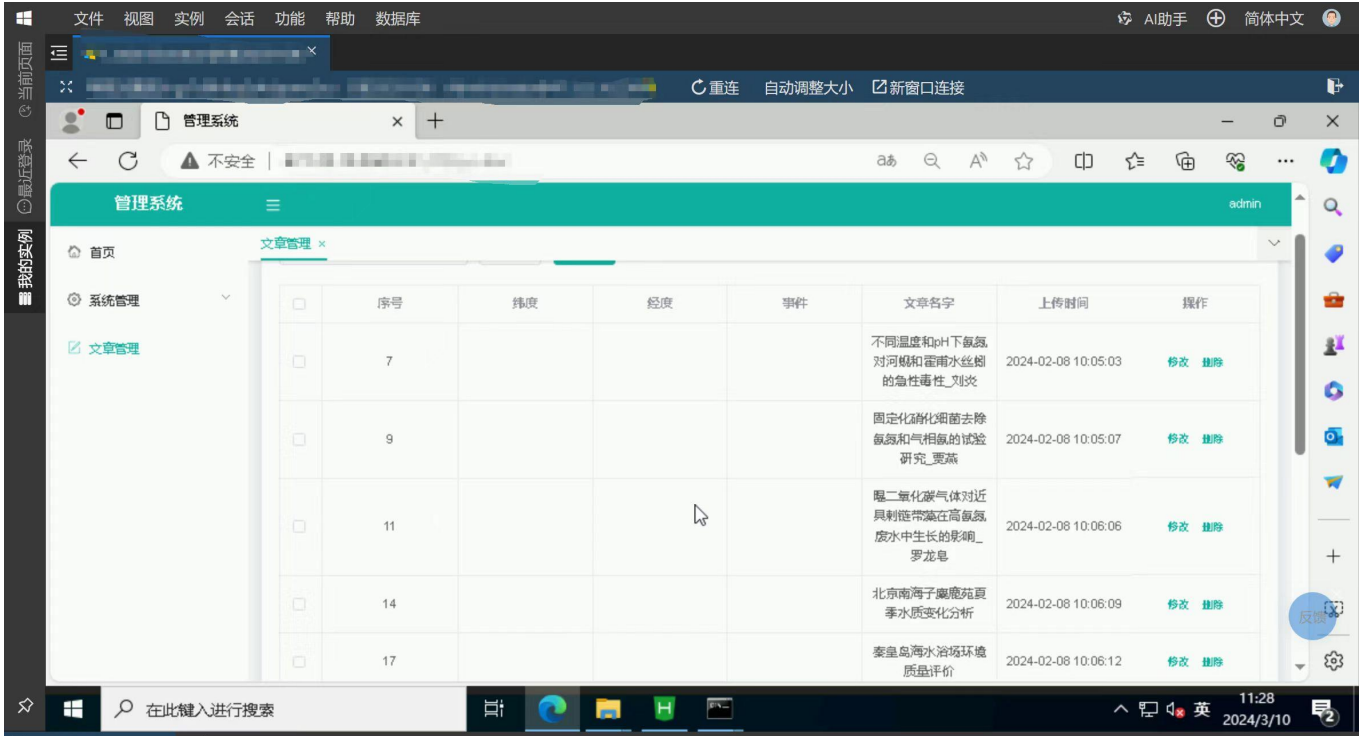 文件 视图 实例 会话 功能 帮助 数据库 AI助手 简体中文
当前页面
最近登录
我的实例
重连 自动调整大小 新窗口连接
管理系统
不安全
管理系统 admin
首页
系统管理
文章管理
文章管理 ×
序号 纬度 经度 事件 文章名字 上传时间 操作
7 不同温度和pH下氨氮
对河蚬和霍甫水丝蚓
的急性毒性_刘炎 2024-02-08 10:05:03 修改 删除
9 固定化硝化细菌去除
氨氮和气相氨的试验
研究_贾燕 2024-02-08 10:05:07 修改 删除
11 曝二氧化碳气体对近
具刺链带藻在高氨氮
废水中生长的影响_
罗龙皂 2024-02-08 10:06:06 修改 删除
14 北京南海子麋鹿苑夏
季水质变化分析 2024-02-08 10:06:09 修改 删除
17 秦皇岛海水浴场环境
质量评价 2024-02-08 10:06:12 修改 删除
反馈
在此键入进行搜索
英 11:28
2024/3/10
2